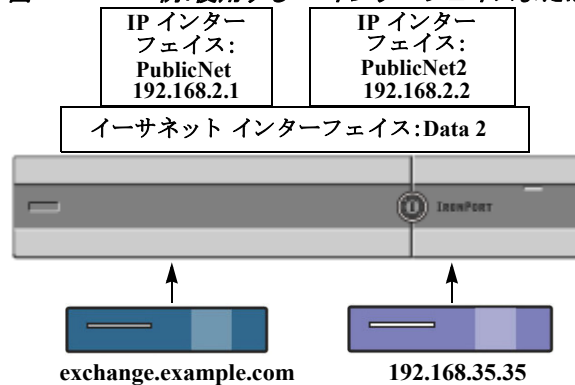 IP インター
フェイス:
PublicNet
192.168.2.1
IP インター
フェイス:
PublicNet2
192.168.2.2
イーサネット インターフェイス:Data 2
IRONPORT
exchange.example.com
192.168.35.35